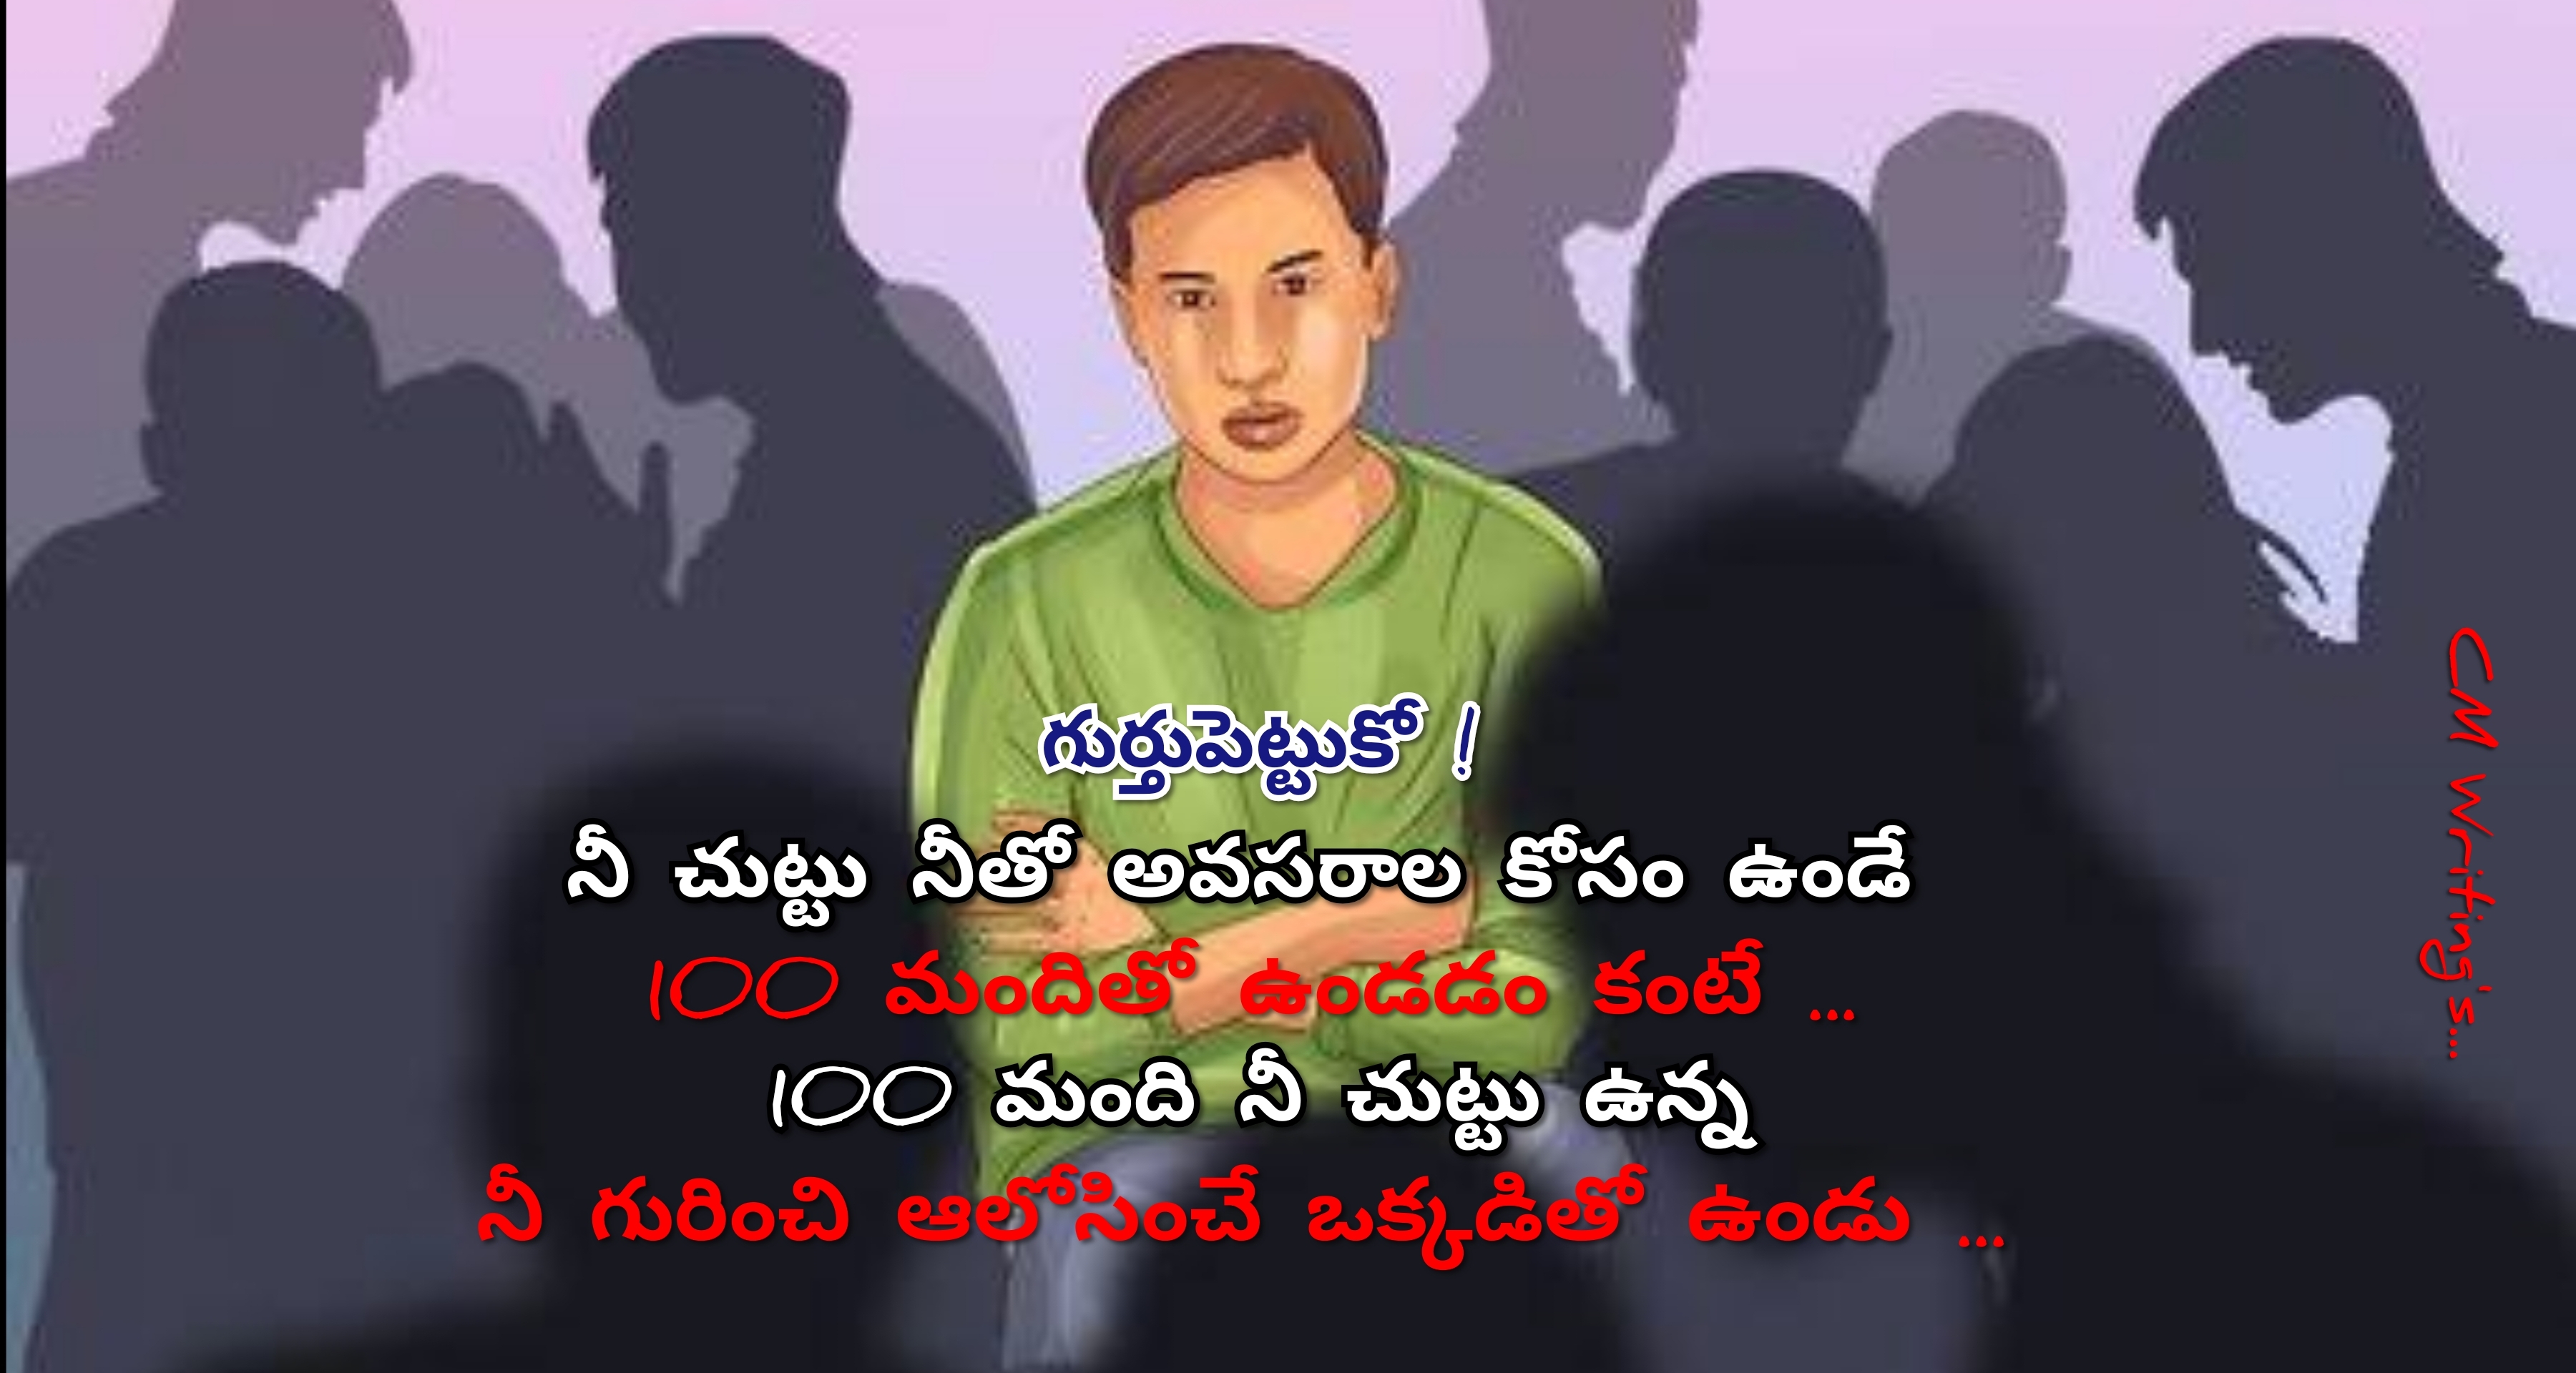 గుర్తుపెట్టుకో !
నీ చుట్టు నీతో అవసరాల కోసం ఉండే
100 మందితో ఉండడం కంటే ...
100 మంది నీ చుట్టు ఉన్న
నీ గురించి ఆలోసించే ఒక్కడితో ఉండు ...
CM Writing's...